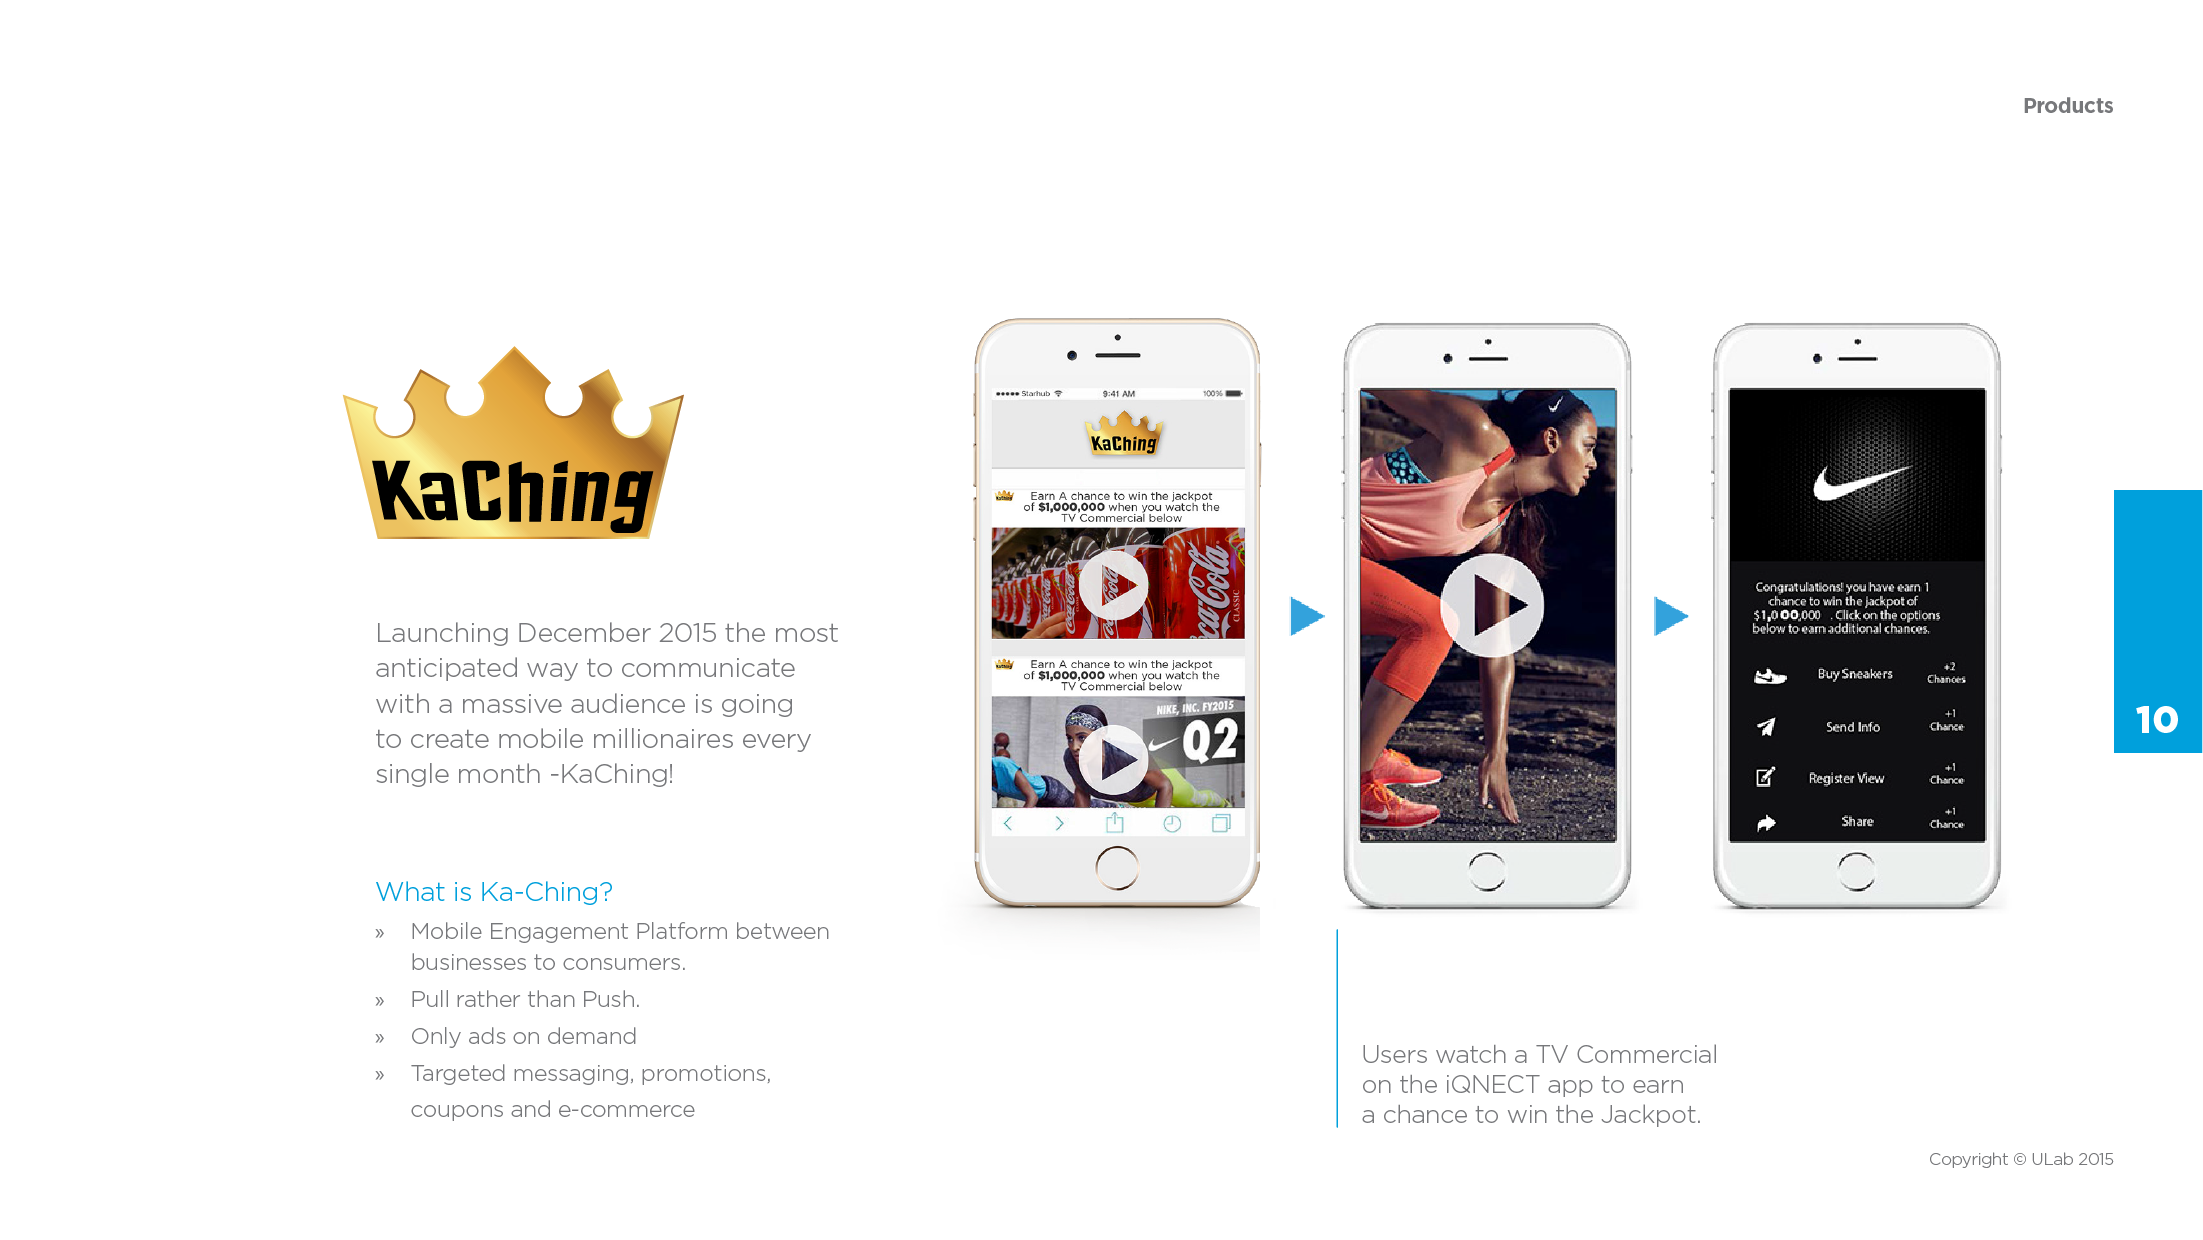 Products
KaChing
Launching December 2015 the most
anticipated way to communicate
with a massive audience is going
to create mobile millionaires every
single month -KaChing!
What is Ka-Ching?
» Mobile Engagement Platform between
businesses to consumers.
» Pull rather than Push.
» Only ads on demand
» Targeted messaging, promotions,
coupons and e-commerce
Starhub 9:41 AM 100%
KaChing
KaChing
Earn A chance to win the jackpot
of $1,000,000 when you watch the
TV Commercial below
Coca-Cola
CLASSIC
KaChing
Earn A chance to win the jackpot
of $1,000,000 when you watch the
TV Commercial below
NIKE, INC. FY2015
Q2
Congratulations! you have earn 1
chance to win the jackpot of
$1,000,000 . Click on the options
below to earn additional chances.
Buy Sneakers +2 Chances
Send Info +1 Chance
Register View +1 Chance
Share +1 Chance
10
Users watch a TV Commercial
on the iQNECT app to earn
a chance to win the Jackpot.
Copyright © ULab 2015